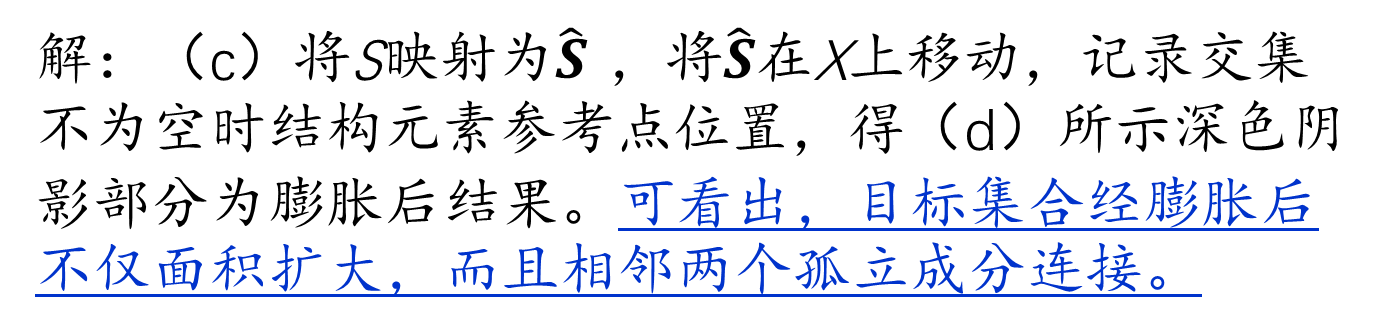 解：（c）将S映射为Ŝ ，将Ŝ在X上移动，记录交集
不为空时结构元素参考点位置，得（d）所示深色阴
影部分为膨胀后结果。可看出，目标集合经膨胀后
不仅面积扩大，而且相邻两个孤立成分连接。